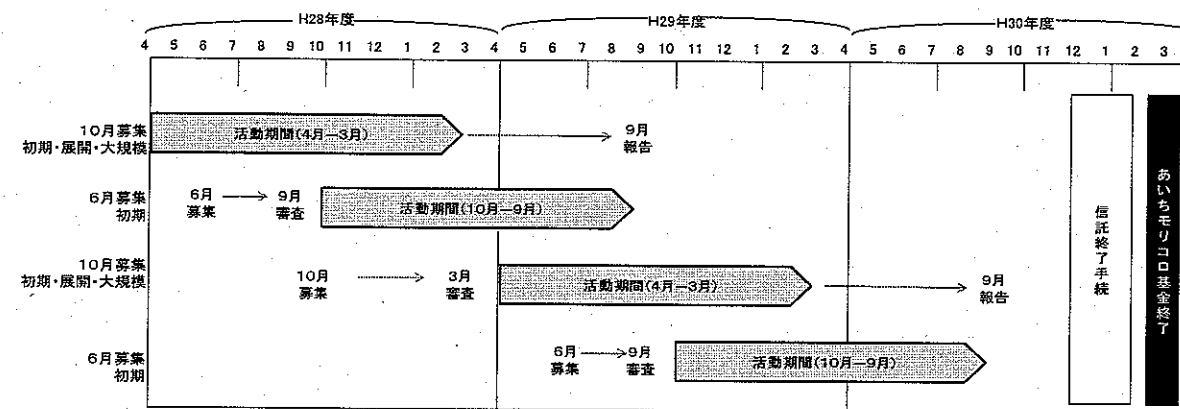 H28年度 H29年度 H30年度
4 5 6 7 8 9 10 11 12 1 2 3 4 5 6 7 8 9 10 11 12 1 2 3 4 5 6 7 8 9 10 11 12 1 2 3
10月募集
初期・展開・大規模
活動期間(4月―3月)
9月
報告
6月募集
初期
6月
募集
9月
審査
活動期間(10月―9月)
10月募集
初期・展開・大規模
10月
募集
3月
審査
活動期間(4月―3月)
9月
報告
6月募集
初期
6月
募集
9月
審査
活動期間(10月―9月)
信託終了手続
あいちモリコロ基金終了